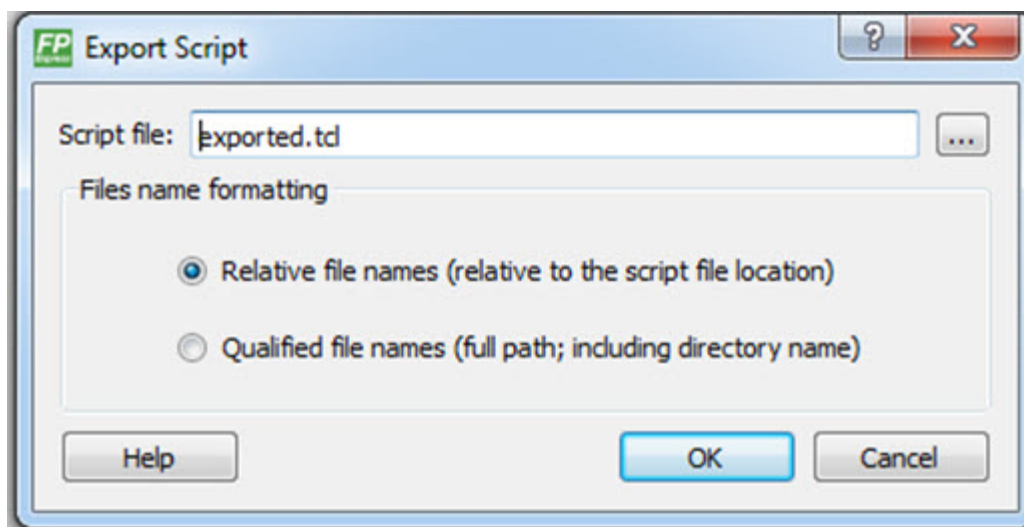 FP Express Export Script ? X
Script file: exported.tcl ...
Files name formatting
Relative file names (relative to the script file location)
Qualified file names (full path; including directory name)
Help OK Cancel